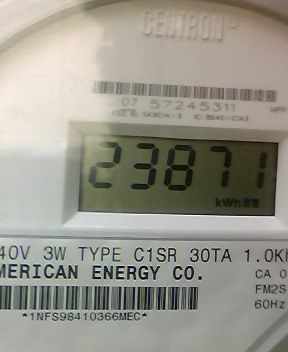 CENTRON
07 57245311
23871
kWh
40V 3W TYPE C1SR 30TA 1.0K
MERICAN ENERGY CO.
CA 0
FM2S
60Hz
*1NFS98410366MEC*